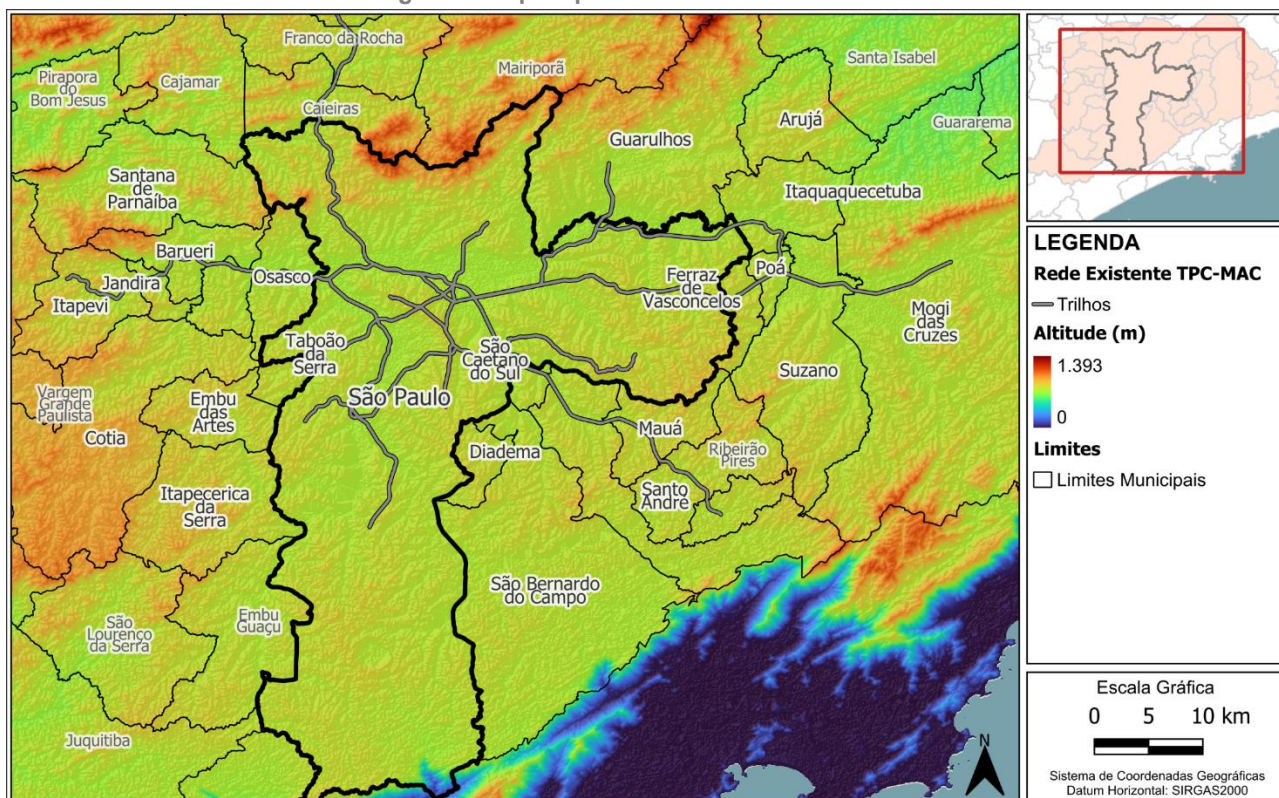 Franco da Rocha
Mairiporã
Santa Isabel
Pirapora
do
Bom Jesus
Cajamar
Caieiras
Guararema
Guarulhos
Arujá
Santana
de
Parnaíba
Itaquaquecetuba
Barueri
Jandira
Itapevi
Osasco
Ferraz
de
Vasconcelos
Poá
Mogi
das
Cruzes
Taboão
da
Serra
São
Caetano
do Sul
Suzano
Vargem
Grande
Paulista
Cotia
Embu
das
Artes
São Paulo
Mauá
Diadema
Ribeirão
Pires
Itapecerica
da
Serra
Santo
André
São Bernardo
do Campo
São
Lourenço
da Serra
Embu
Guaçu
Juquitiba
N
LEGENDA
Rede Existente TPC-MAC
Trilhos
Altitude (m)
1.393
0
Limites
Limites Municipais
Escala Gráfica
0 5 10 km
Sistema de Coordenadas Geográficas
Datum Horizontal: SIRGAS2000